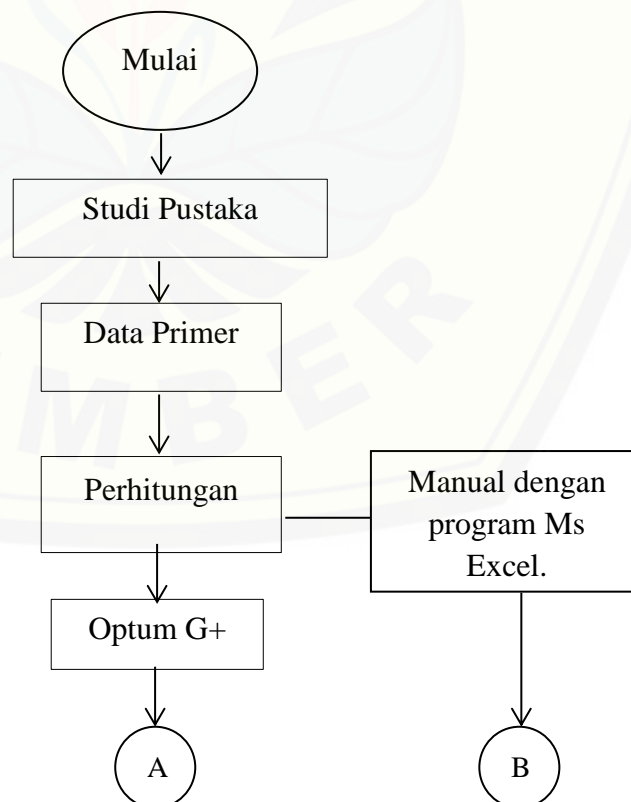 Mulai
Studi Pustaka
Data Primer
Perhitungan
Manual dengan
program Ms
Excel.
Optum G+
A
B